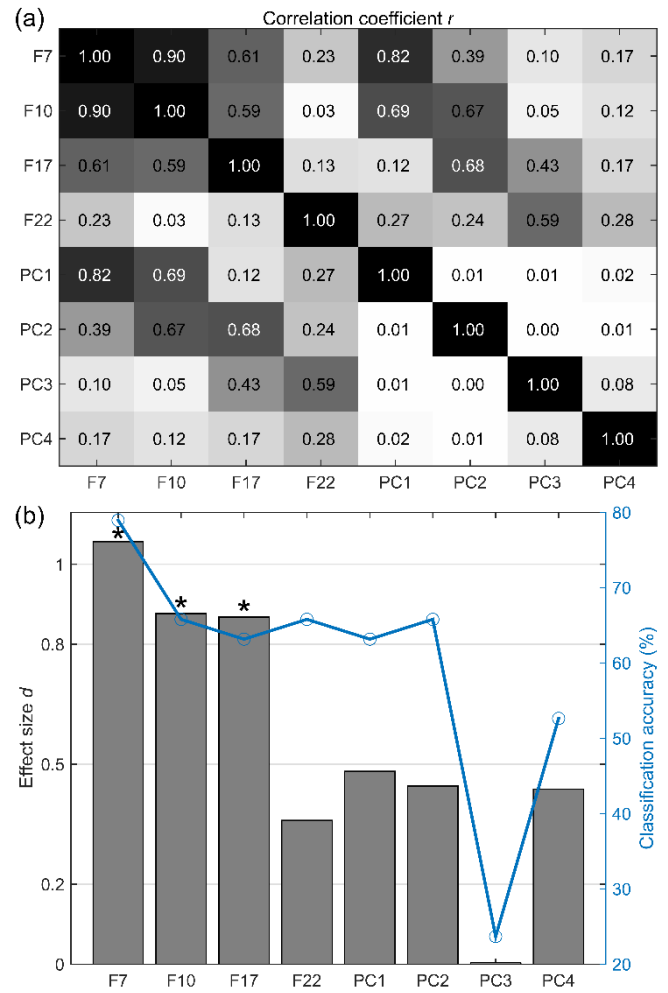 (a)
Correlation coefficient r
F7 1.00 0.90 0.61 0.23 0.82 0.39 0.10 0.17
F10 0.90 1.00 0.59 0.03 0.69 0.67 0.05 0.12
F17 0.61 0.59 1.00 0.13 0.12 0.68 0.43 0.17
F22 0.23 0.03 0.13 1.00 0.27 0.24 0.59 0.28
PC1 0.82 0.69 0.12 0.27 1.00 0.01 0.01 0.02
PC2 0.39 0.67 0.68 0.24 0.01 1.00 0.00 0.01
PC3 0.10 0.05 0.43 0.59 0.01 0.00 1.00 0.08
PC4 0.17 0.12 0.17 0.28 0.02 0.01 0.08 1.00
F7 F10 F17 F22 PC1 PC2 PC3 PC4
(b)
Effect size d
1
0.8
0.5
0.2
0
* * *
80
70
60
50
40
30
20
Classification accuracy (%)
F7 F10 F17 F22 PC1 PC2 PC3 PC4